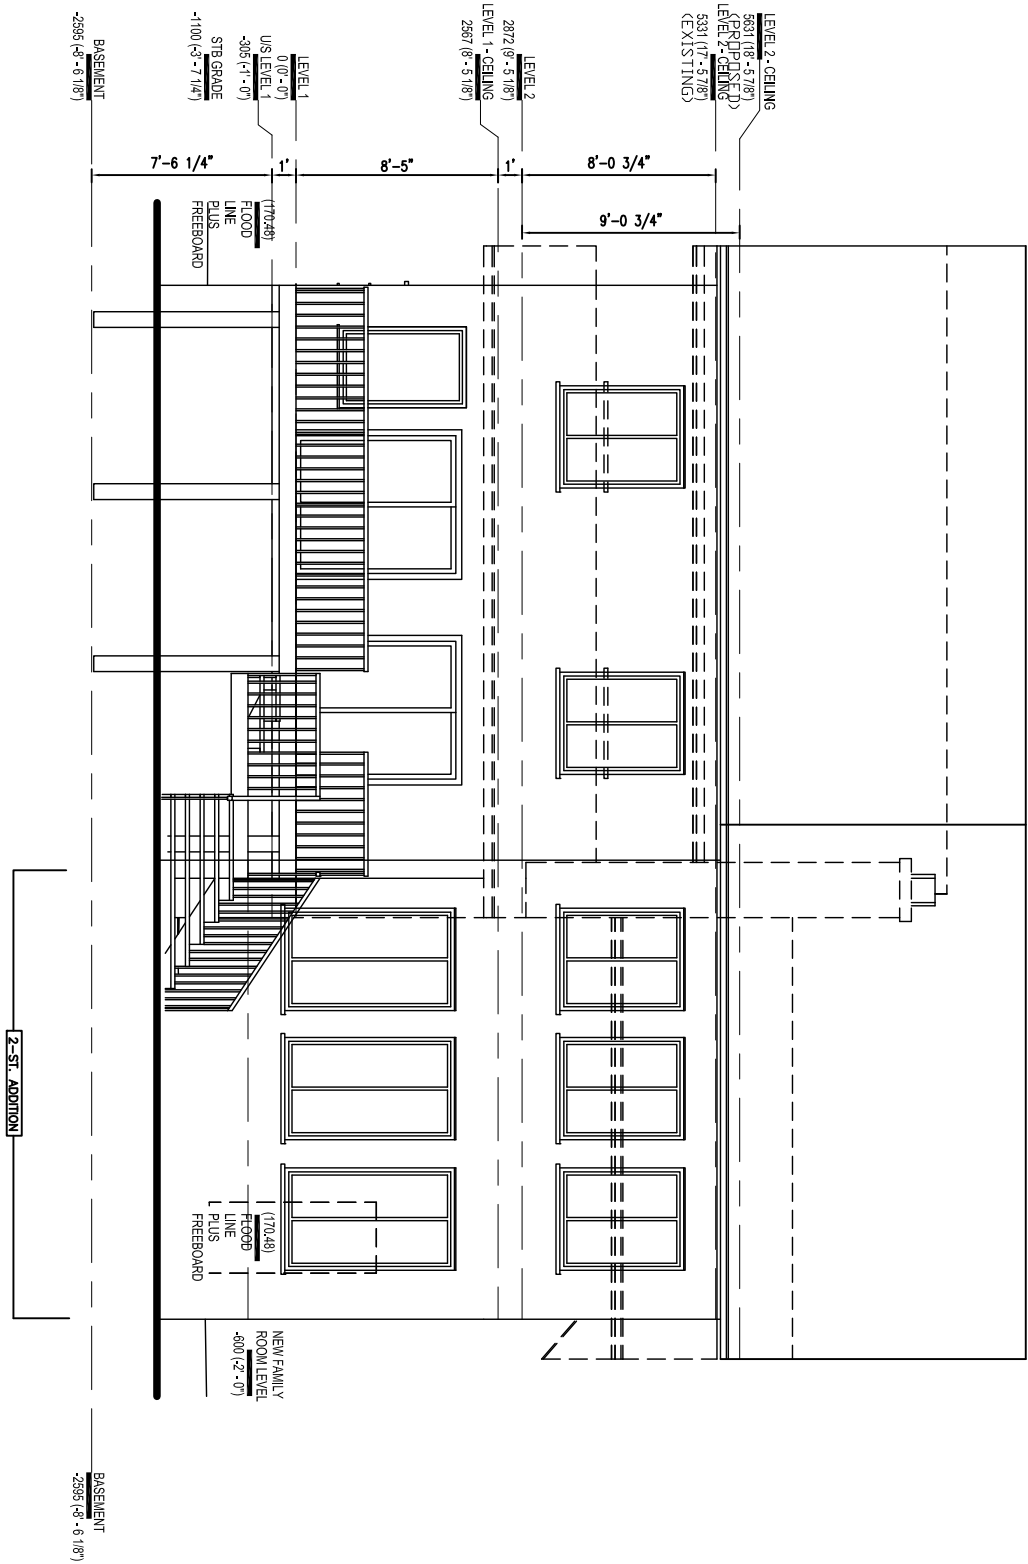 LEVEL 2 - CEILING
5631 (18' - 5 7/8")
(PROPOSED)
LEVEL 2 - CEILING
5331 (17' - 5 7/8")
(EXISTING)
LEVEL 2
2872 (9' - 5 1/8")
LEVEL 1 - CEILING
2567 (8' - 5 1/8")
LEVEL 1
0 (0' - 0")
U/S LEVEL 1
-305 (-1' - 0")
STB GRADE
-1100 (-3' - 7 1/4")
BASEMENT
-2595 (-8' - 6 1/8")
9'-0 3/4"
8'-0 3/4"
1'
8'-5"
1'
7'-6 1/4"
(170.48)
FLOOD
LINE
PLUS
FREEBOARD
(170.48)
FLOOD
LINE
PLUS
FREEBOARD
NEW FAMILY
ROOM LEVEL
-600 (-2' - 0")
BASEMENT
-2595 (-8' - 6 1/8")
2-ST. ADDITION